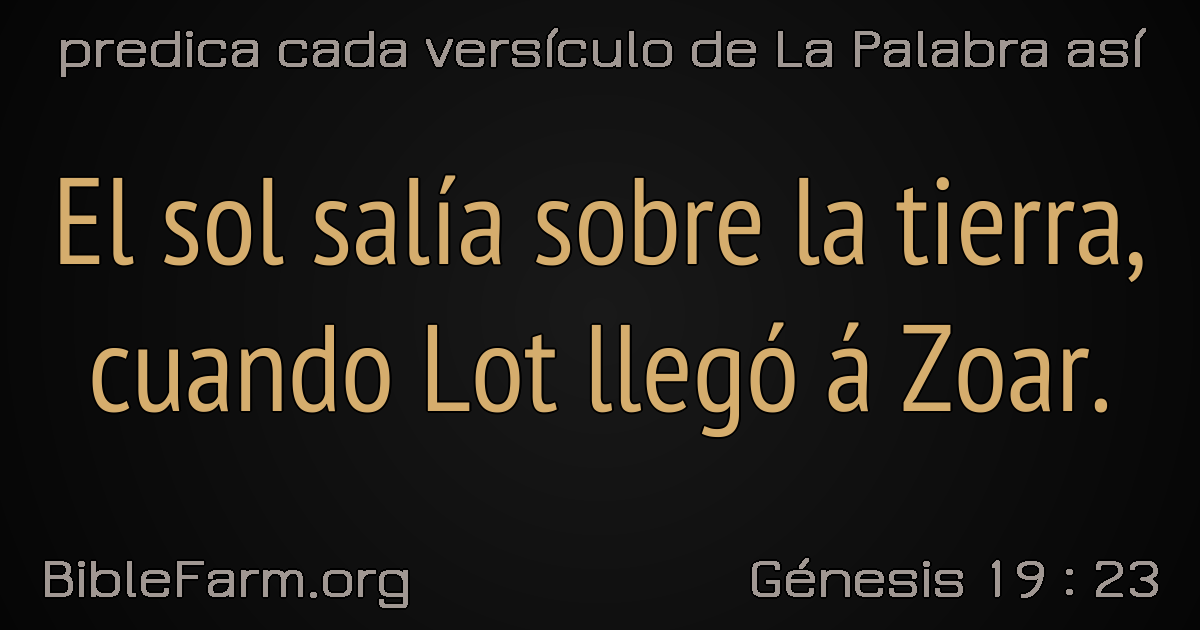 predica cada versículo de La Palabra así
El sol salía sobre la tierra,
cuando Lot llegó á Zoar.
BibleFarm.org
Génesis 19 : 23